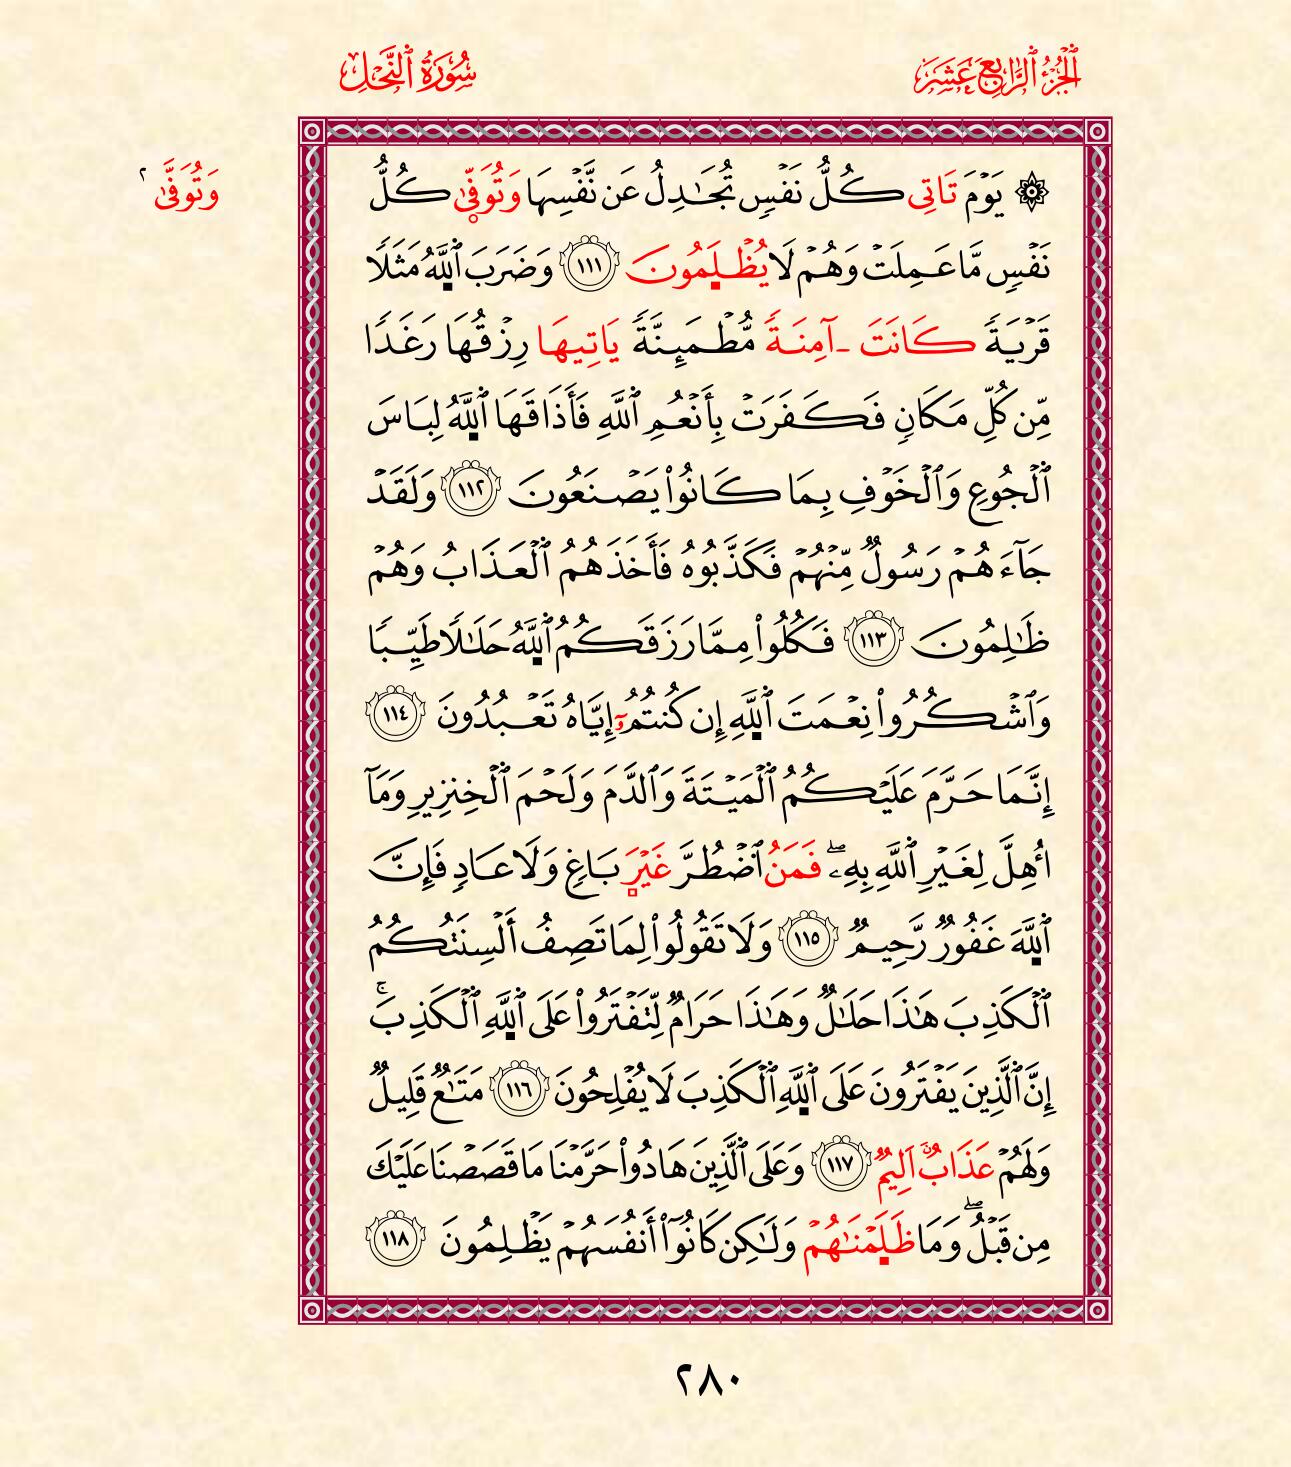 ٱلْجُزْءُ ٱلرَّابِعَ عَشَرَ
سُورَةُ ٱلنَّحْلِ
وَتُوَفَّىٰ ٢
۞ يَوْمَ تَاتِى كُلُّ نَفْسٍ تُجَٰدِلُ عَن نَّفْسِهَا وَتُوَفّ۪ىٰ كُلُّ
نَفْسٍ مَّا عَمِلَتْ وَهُمْ لَا يُظْلَمُونَ ١١١ وَضَرَبَ ٱللَّهُ مَثَلًا
قَرْيَةً كَانَتَ ـٰامِنَةً مُّطْمَئِنَّةً يَاتِيهَا رِزْقُهَا رَغَدًا
مِّن كُلِّ مَكَانٍ فَكَفَرَتْ بِأَنْعُمِ ٱللَّهِ فَأَذَاقَهَا ٱللَّهُ لِبَاسَ
ٱلْجُوعِ وَٱلْخَوْفِ بِمَا كَانُوا۟ يَصْنَعُونَ ١١٢ وَلَقَدْ
جَآءَهُمْ رَسُولٌ مِّنْهُمْ فَكَذَّبُوهُ فَأَخَذَهُمُ ٱلْعَذَابُ وَهُمْ
ظَٰلِمُونَ ١١٣ فَكُلُوا۟ مِمَّا رَزَقَكُمُ ٱللَّهُ حَلَٰلًا طَيِّبًا
وَٱشْكُرُوا۟ نِعْمَتَ ٱللَّهِ إِن كُنتُمُۥٓ إِيَّاهُ تَعْبُدُونَ ١١٤
إِنَّمَا حَرَّمَ عَلَيْكُمُ ٱلْمَيْتَةَ وَٱلدَّمَ وَلَحْمَ ٱلْخِنزِيرِ وَمَآ
أُهِلَّ لِغَيْرِ ٱللَّهِ بِهِۦۖ فَمَنُ ٱضْطُرَّ غَيْرَ بَاغٍ وَلَا عَادٍ فَإِنَّ
ٱللَّهَ غَفُورٌ رَّحِيمٌ ١١٥ وَلَا تَقُولُوا۟ لِمَا تَصِفُ أَلْسِنَتُكُمُ
ٱلْكَذِبَ هَٰذَا حَلَٰلٌ وَهَٰذَا حَرَامٌ لِّتَفْتَرُوا۟ عَلَى ٱللَّهِ ٱلْكَذِبَۚ
إِنَّ ٱلَّذِينَ يَفْتَرُونَ عَلَى ٱللَّهِ ٱلْكَذِبَ لَا يُفْلِحُونَ ١١٦ مَتَٰعٌ قَلِيلٌ
وَلَهُمْ عَذَابٌ اَلِيمٌ ١١٧ وَعَلَى ٱلَّذِينَ هَادُوا۟ حَرَّمْنَا مَا قَصَصْنَا عَلَيْكَ
مِن قَبْلُۖ وَمَا ظَلَمْنَٰهُمْ وَلَٰكِن كَانُوٓا۟ أَنفُسَهُمْ يَظْلِمُونَ ١١٨
٢٨٠